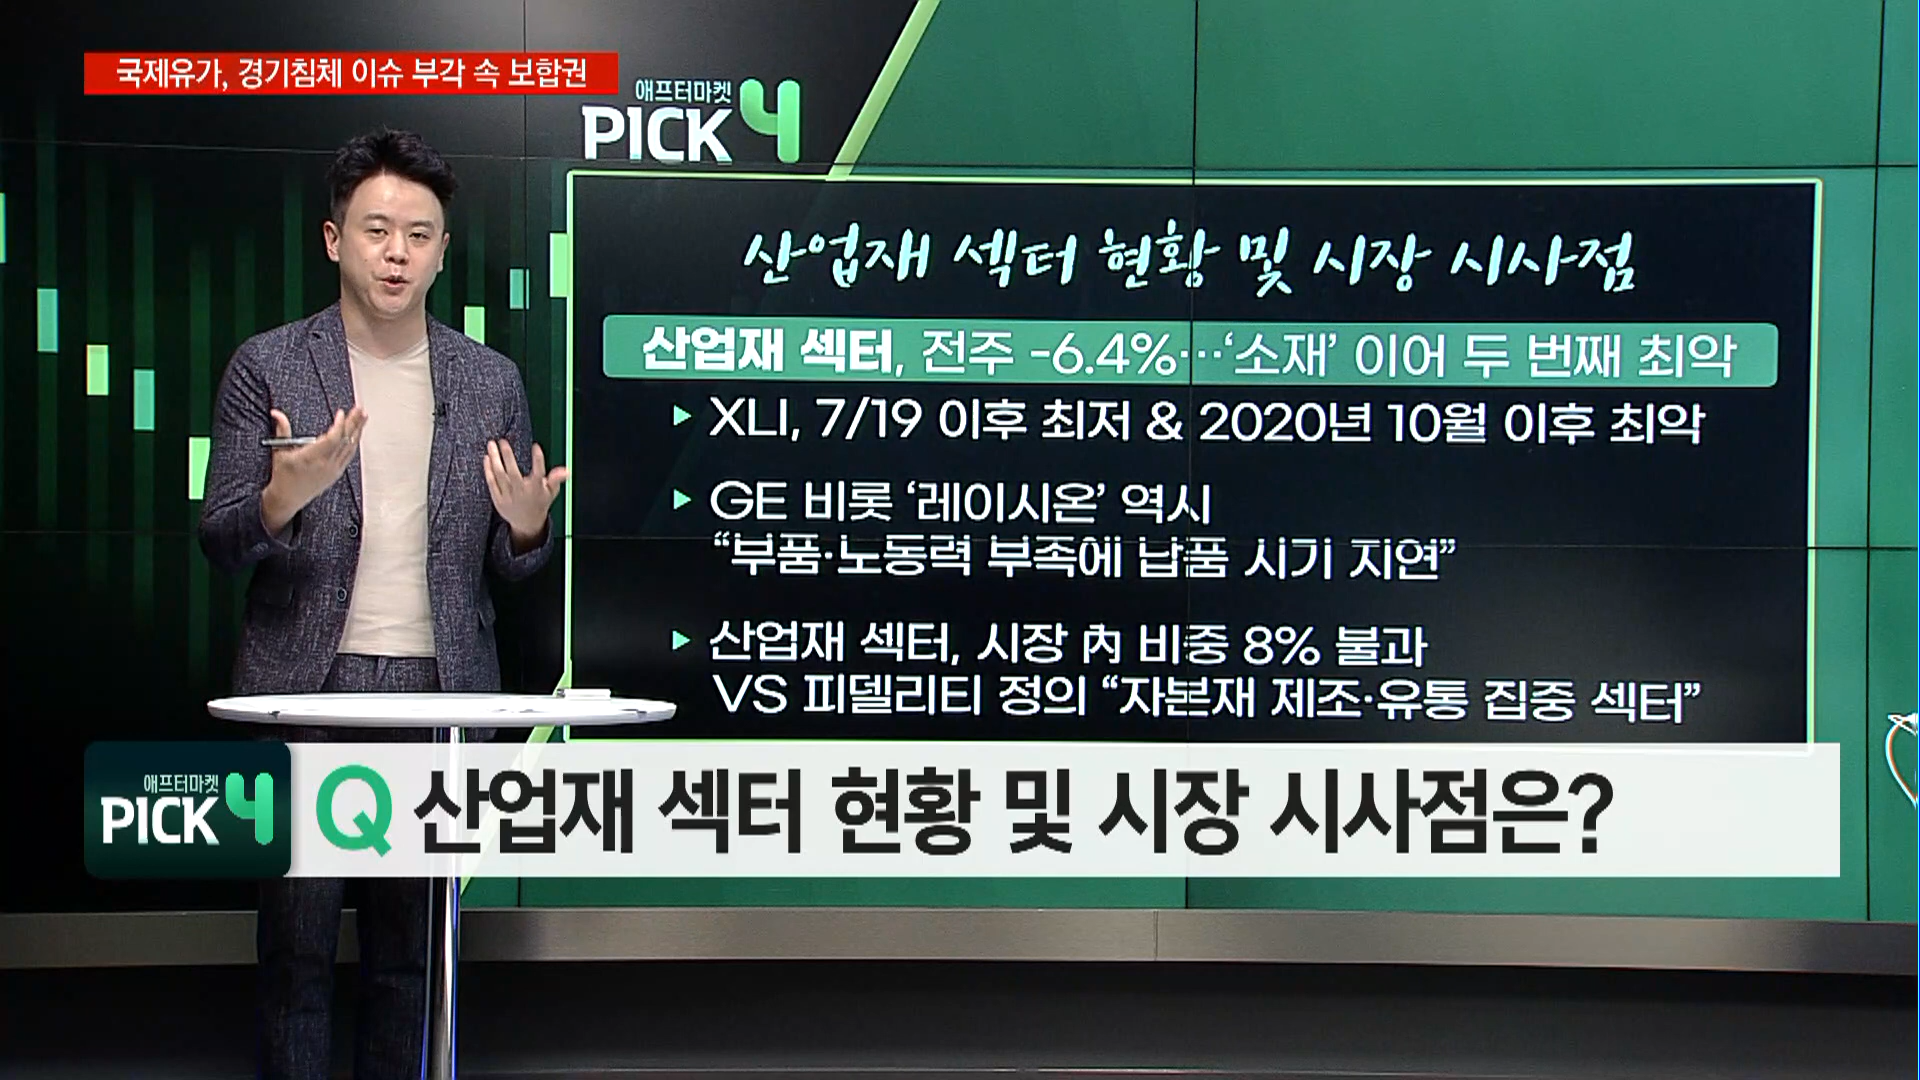 국제유가, 경기침체 이슈 부각 속 보합권
애프터마켓
PICK 4
산업재 섹터 현황 및 시장 시사점
산업재 섹터, 전주 -6.4%…‘소재’ 이어 두 번째 최악
▶ XLI, 7/19 이후 최저 & 2020년 10월 이후 최악
▶ GE 비롯 ‘레이시온’ 역시
“부품·노동력 부족에 납품 시기 지연”
▶ 산업재 섹터, 시장 內 비중 8% 불과
VS 피델리티 정의 “자본재 제조·유통 집중 섹터”
애프터마켓
PICK 4
Q 산업재 섹터 현황 및 시장 시사점은?